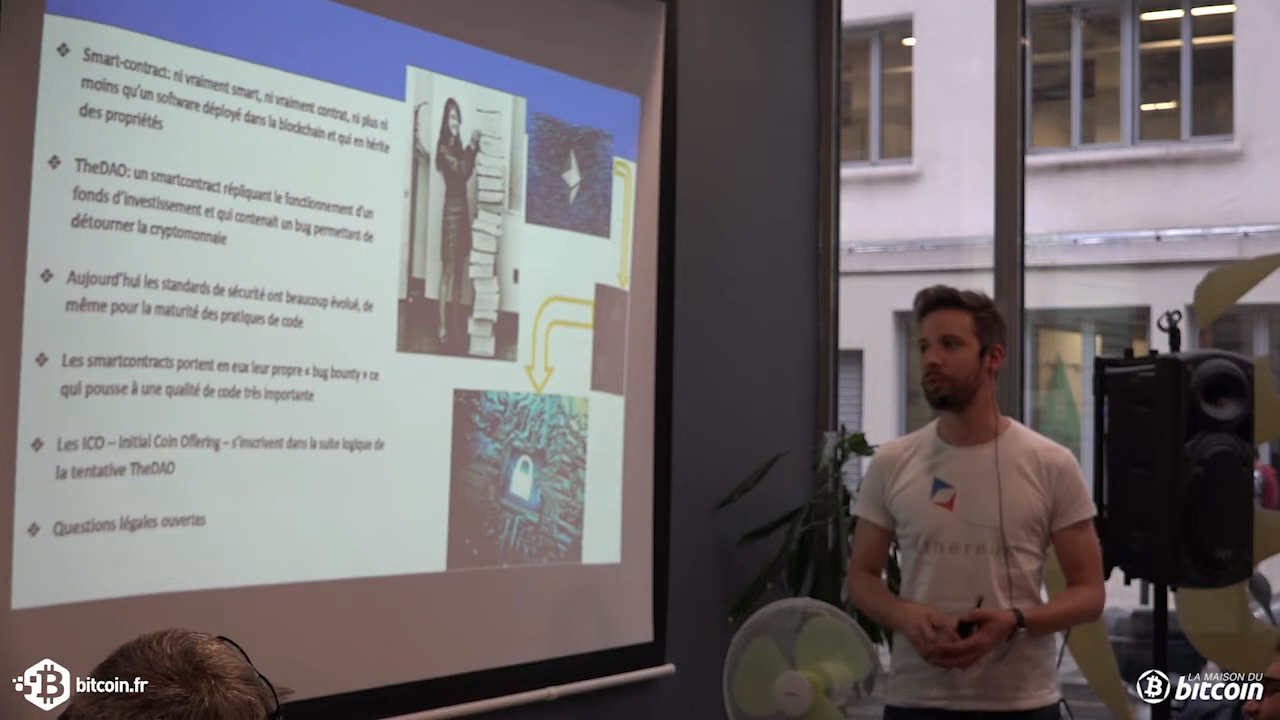 Smart-contract: ni vraiment smart, ni vraiment contrat, ni plus ni
moins qu'un software déployé dans la blockchain et qui en hérite
des propriétés
TheDAO: un smartcontract répliquant le fonctionnement d'un
fonds d'investissement et qui contenait un bug permettant de
détourner la cryptomonnaie
Aujourd'hui les standards de sécurité ont beaucoup évolué, de
même pour la maturité des pratiques de code
Les smartcontracts portent en eux leur propre « bug bounty » ce
qui pousse à une qualité de code très importante
Les ICO – Initial Coin Offering – s'inscrivent dans la suite logique de
la tentative TheDAO
Questions légales ouvertes
bitcoin.fr
LA MAISON DU
bitcoin